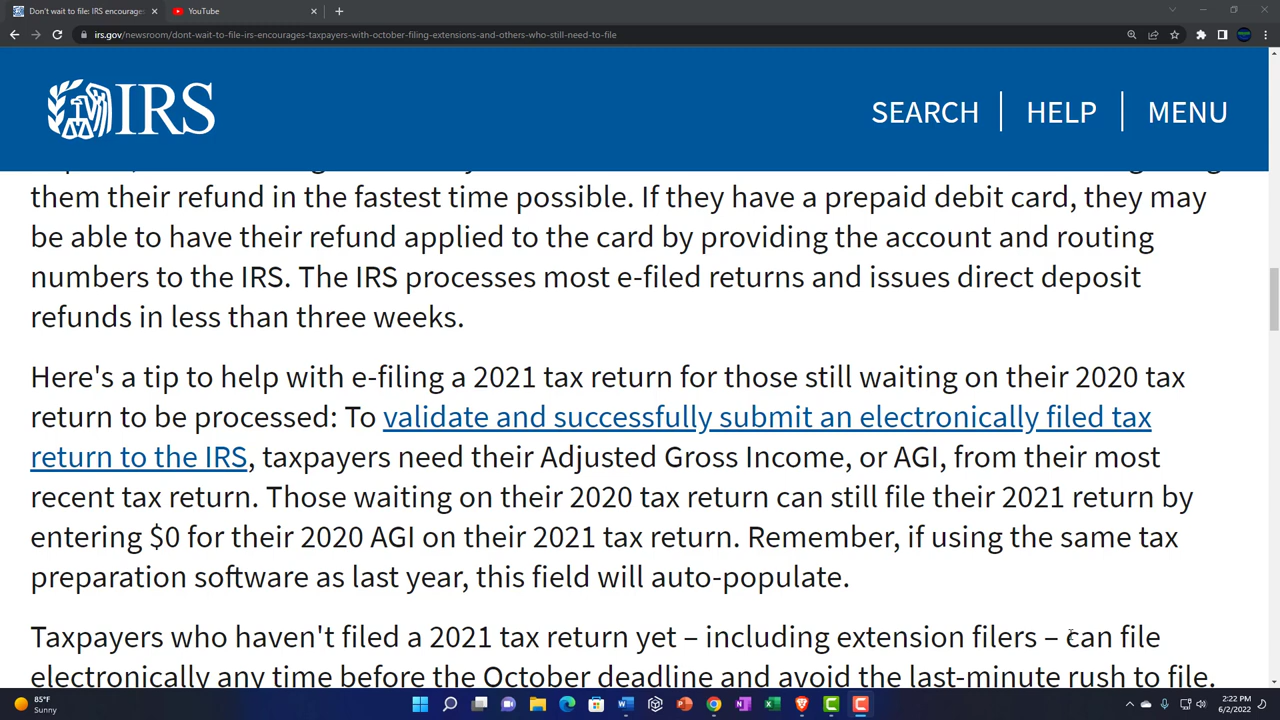 Don't wait to file: IRS encourages
YouTube
irs.gov/newsroom/dont-wait-to-file-irs-encourages-taxpayers-with-october-filing-extensions-and-others-who-still-need-to-file
IRS
SEARCH
HELP
MENU
them their refund in the fastest time possible. If they have a prepaid debit card, they may
be able to have their refund applied to the card by providing the account and routing
numbers to the IRS. The IRS processes most e-filed returns and issues direct deposit
refunds in less than three weeks.
Here's a tip to help with e-filing a 2021 tax return for those still waiting on their 2020 tax
return to be processed: To validate and successfully submit an electronically filed tax
return to the IRS, taxpayers need their Adjusted Gross Income, or AGI, from their most
recent tax return. Those waiting on their 2020 tax return can still file their 2021 return by
entering $0 for their 2020 AGI on their 2021 tax return. Remember, if using the same tax
preparation software as last year, this field will auto-populate.
Taxpayers who haven't filed a 2021 tax return yet – including extension filers – can file
electronically any time before the October deadline and avoid the last-minute rush to file.
85°F
Sunny
2:22 PM
6/2/2022